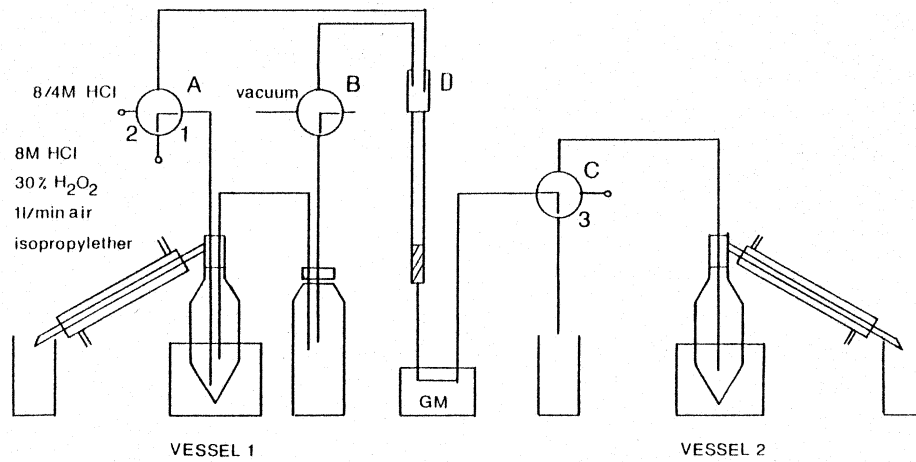 A
B
D
8/4M HCl
vacuum
2
1
8M HCl
30% H₂O₂
1l/min air
isopropylether
C
3
GM
VESSEL 1
VESSEL 2